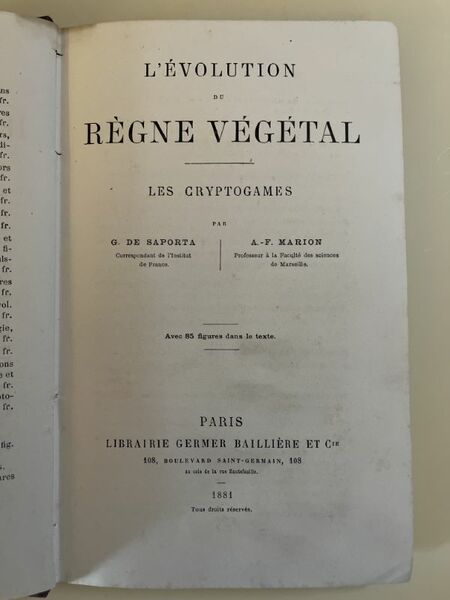 L'ÉVOLUTION
DU
RÈGNE VÉGÉTAL
LES CRYPTOGAMES
PAR
G. DE SAPORTA
Correspondant de l'Institut
de France.
A.-F. MARION
Professeur à la Faculté des sciences
de Marseille.
Avec 85 figures dans le texte.
PARIS
LIBRAIRIE GERMER BAILLIÈRE ET Cie
108, BOULEVARD SAINT-GERMAIN, 108
au coin de la rue Hautefeuille.
1881
Tous droits réservés.